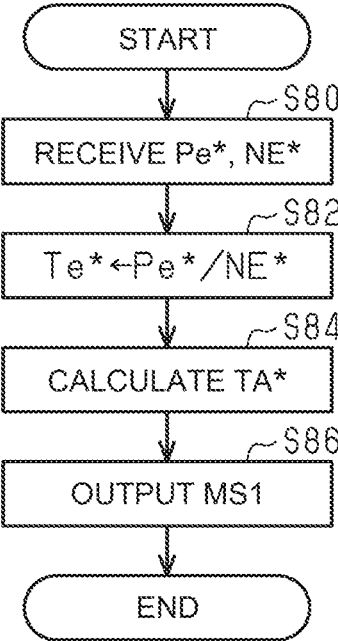 START
S80
RECEIVE Pe*, NE*
S82
Te*←Pe*/NE*
S84
CALCULATE TA*
S86
OUTPUT MS1
END